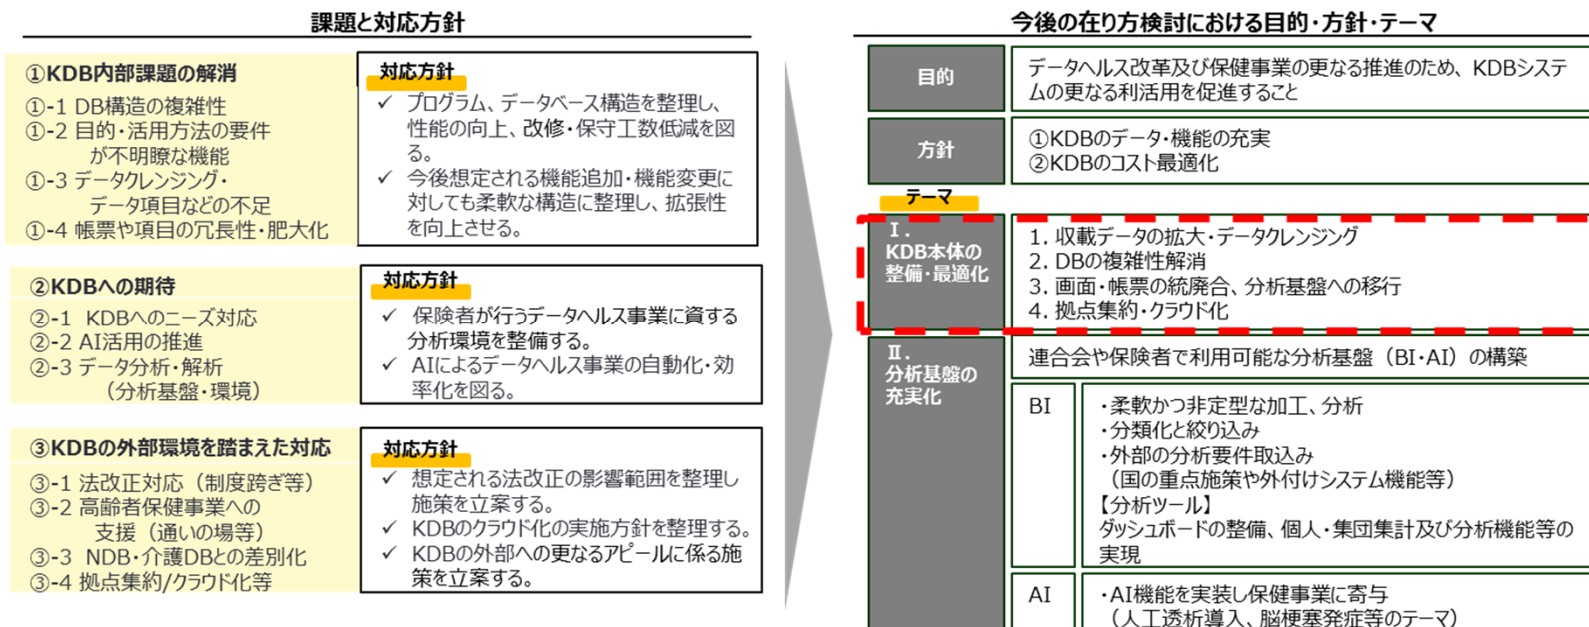 課題と対応方針
①KDB内部課題の解消
①-1 DB構造の複雑性
①-2 目的・活用方法の要件
が不明瞭な機能
①-3 データクレンジング・
データ項目などの不足
①-4 帳票や項目の冗長性・肥大化
対応方針
✓ プログラム、データベース構造を整理し、
性能の向上、改修・保守工数低減を図
る。
✓ 今後想定される機能追加・機能変更に
対しても柔軟な構造に整理し、拡張性
を向上させる。
②KDBへの期待
②-1 KDBへのニーズ対応
②-2 AI活用の推進
②-3 データ分析・解析
（分析基盤・環境）
対応方針
✓ 保険者が行うデータヘルス事業に資する
分析環境を整備する。
✓ AIによるデータヘルス事業の自動化・効
率化を図る。
③KDBの外部環境を踏まえた対応
③-1 法改正対応（制度跨ぎ等）
③-2 高齢者保健事業への
支援（通いの場等）
③-3 NDB・介護DBとの差別化
③-4 拠点集約/クラウド化等
対応方針
✓ 想定される法改正の影響範囲を整理し
施策を立案する。
✓ KDBのクラウド化の実施方針を整理する。
✓ KDBの外部への更なるアピールに係る施
策を立案する。
今後の在り方検討における目的・方針・テーマ
目的
データヘルス改革及び保健事業の更なる推進のため、KDBシステ
ムの更なる利活用を促進すること
方針
①KDBのデータ・機能の充実
②KDBのコスト最適化
テーマ
Ⅰ.
KDB本体の
整備・最適化
1. 収載データの拡大・データクレンジング
2. DBの複雑性解消
3. 画面・帳票の統廃合、分析基盤への移行
4. 拠点集約・クラウド化
Ⅱ.
分析基盤の
充実化
連合会や保険者で利用可能な分析基盤（BI・AI）の構築
BI
・柔軟かつ非定型な加工、分析
・分類化と絞り込み
・外部の分析要件取込み
（国の重点施策や外付けシステム機能等）
【分析ツール】
ダッシュボードの整備、個人・集団集計及び分析機能等の
実現
AI
・AI機能を実装し保健事業に寄与
（人工透析導入、脳梗塞発症等のテーマ）